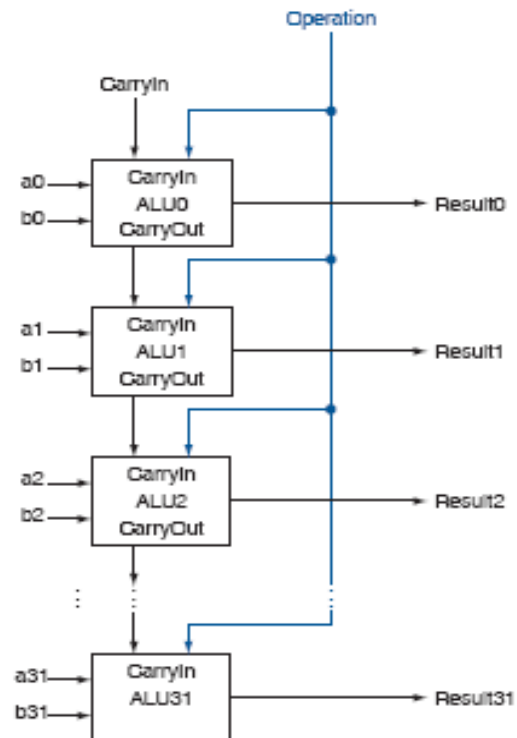 Operation
CarryIn
a0
b0
CarryIn
ALU0
CarryOut
Result0
a1
b1
CarryIn
ALU1
CarryOut
Result1
a2
b2
CarryIn
ALU2
CarryOut
Result2
a31
b31
CarryIn
ALU31
Result31